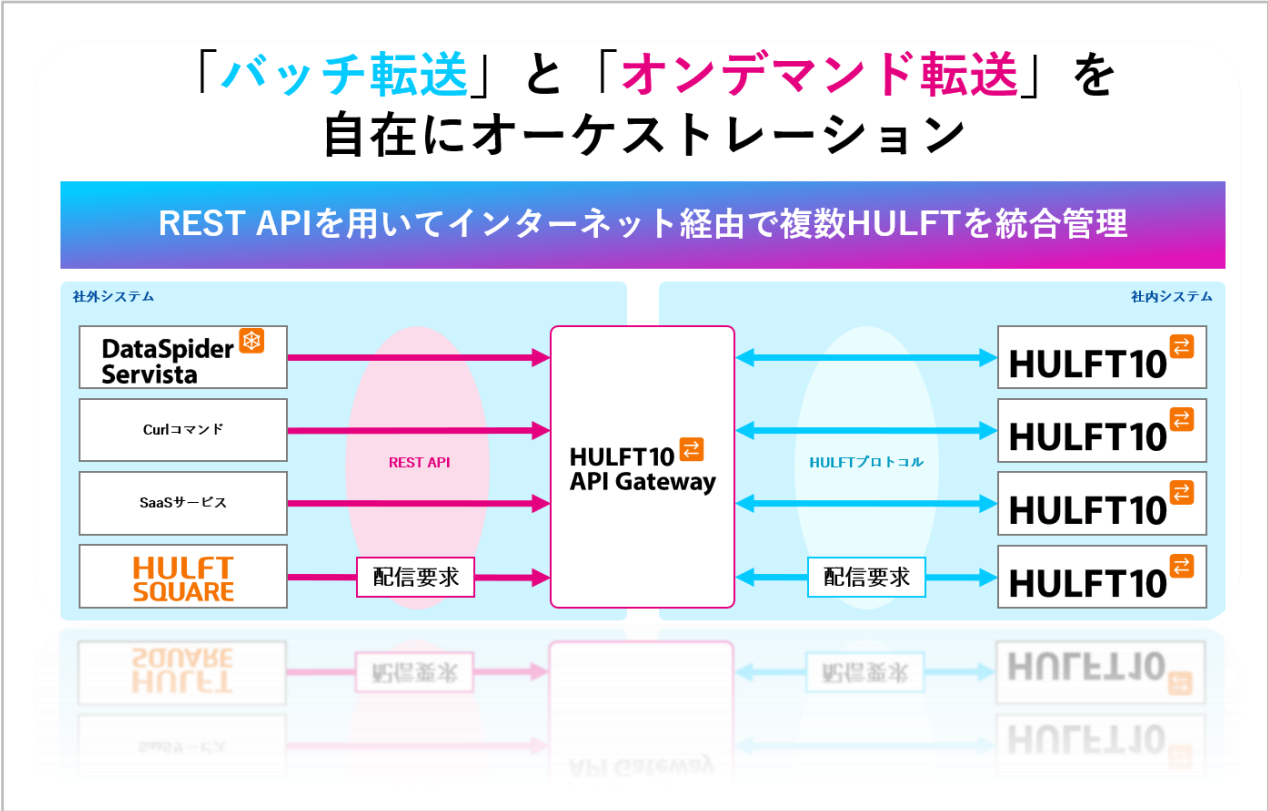 「バッチ転送」と「オンデマンド転送」を
自在にオーケストレーション
REST APIを用いてインターネット経由で複数HULFTを統合管理
社外システム
社内システム
DataSpider
Servista
Curlコマンド
SaaSサービス
HULFT
SQUARE
REST API
配信要求
HULFT10
API Gateway
HULFTプロトコル
配信要求
HULFT10
HULFT10
HULFT10
HULFT10